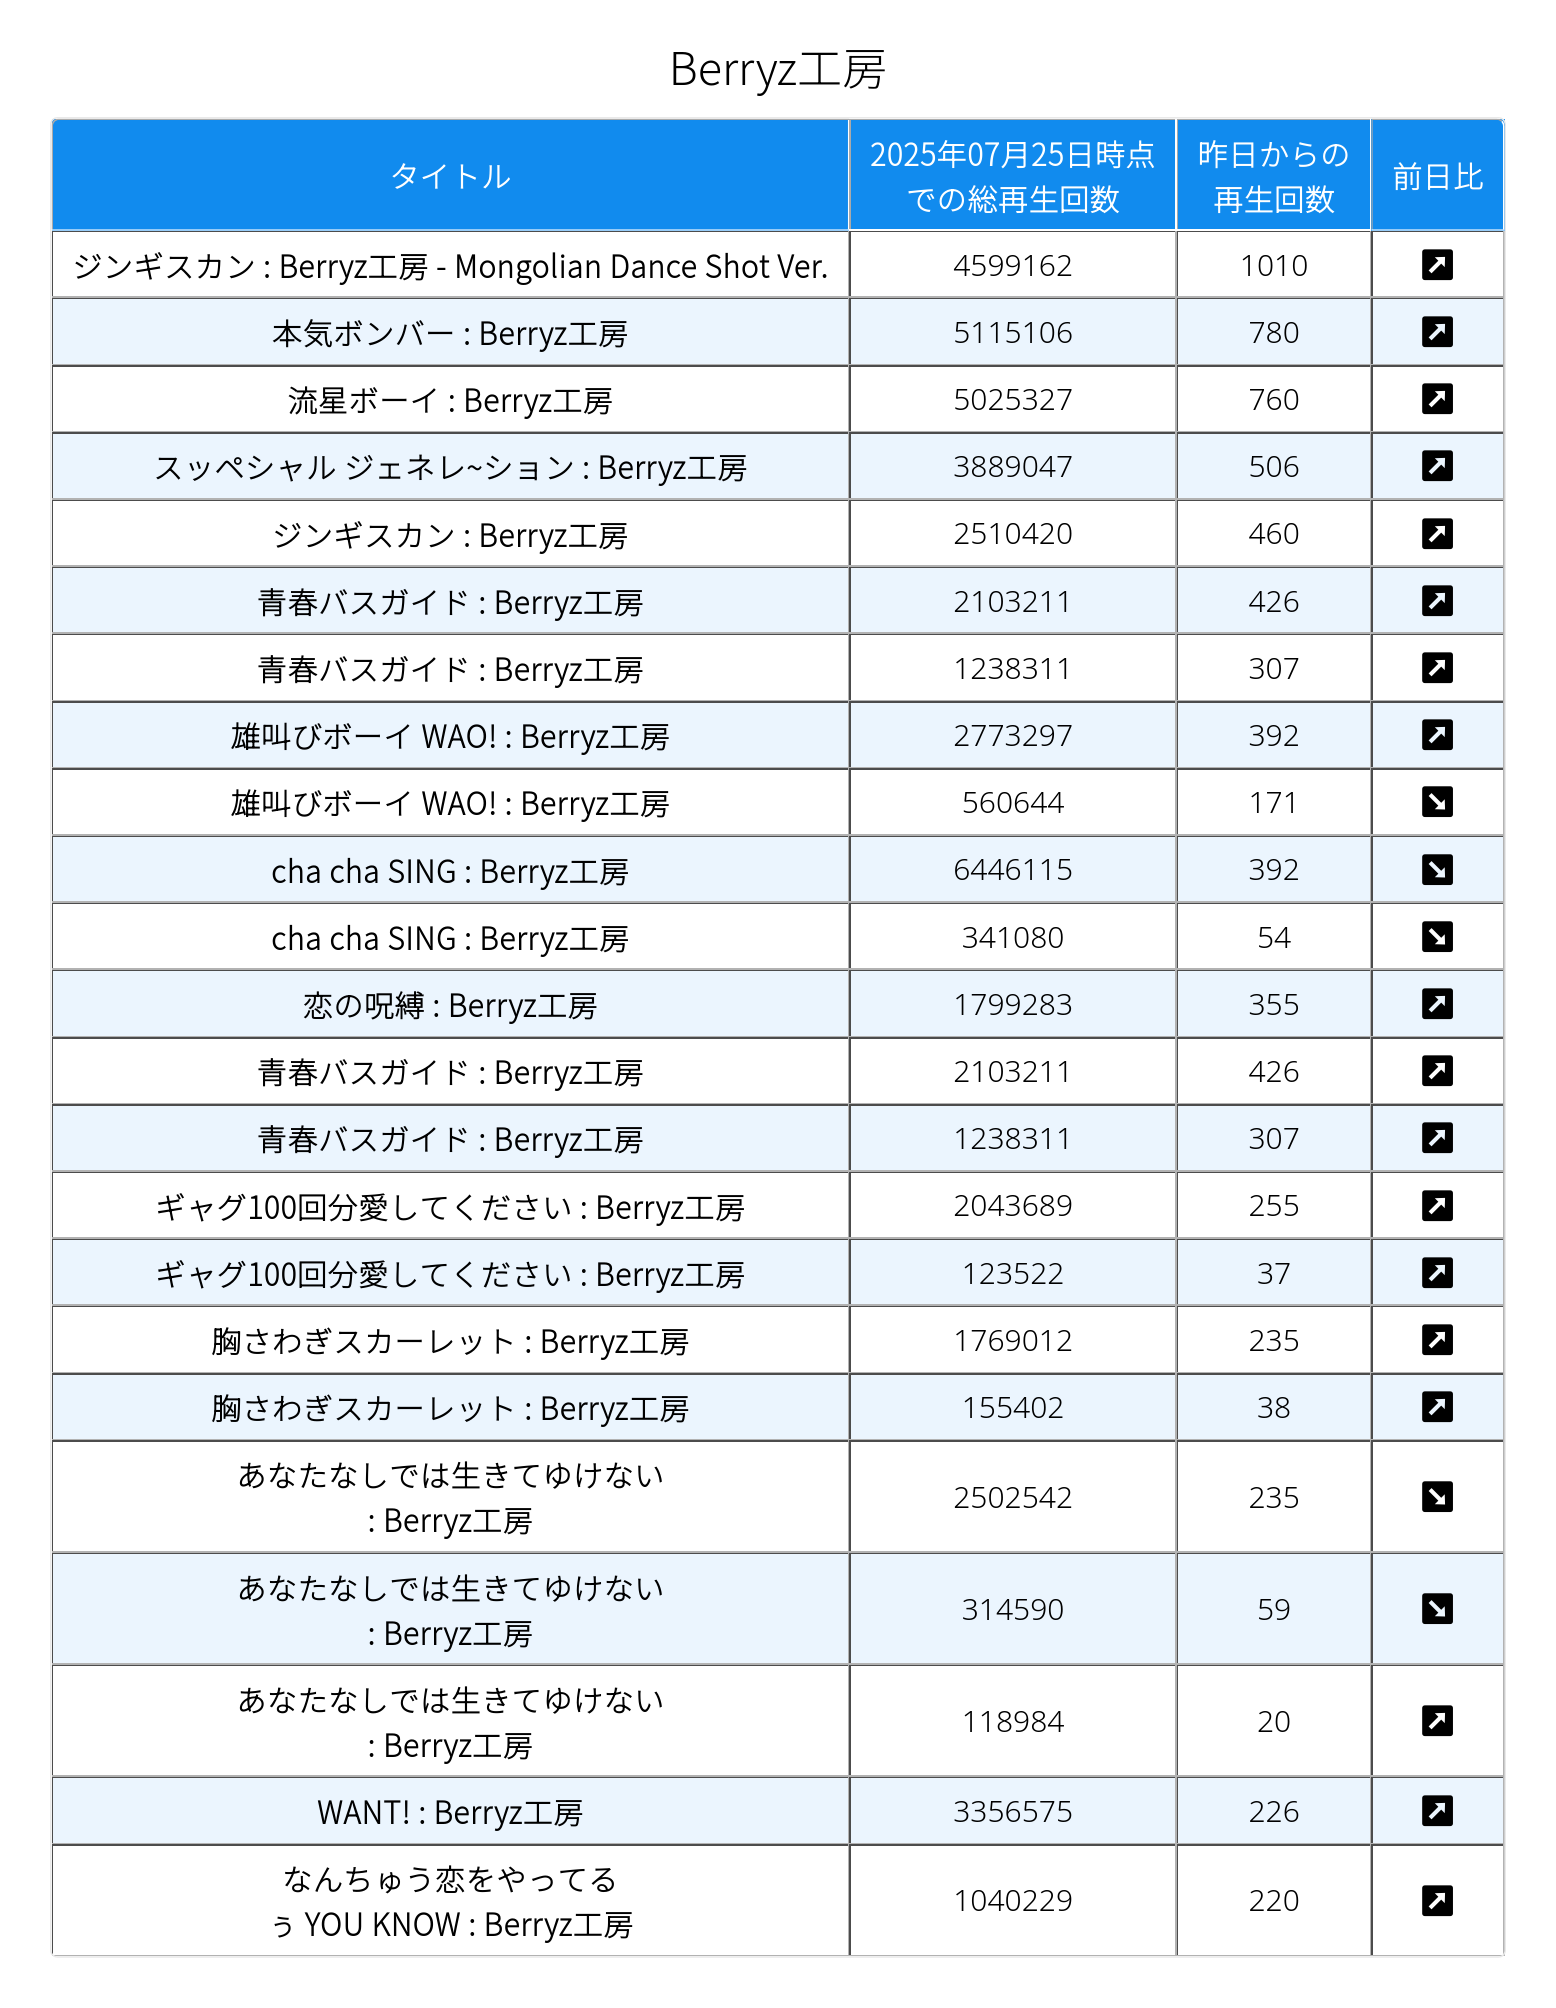 Berryz工房
タイトル
2025年07月25日時点
での総再生回数
昨日からの
再生回数
前日比
ジンギスカン : Berryz工房 - Mongolian Dance Shot Ver. 4599162 1010
本気ボンバー : Berryz工房 5115106 780
流星ボーイ : Berryz工房 5025327 760
スッペシャル ジェネレ~ション : Berryz工房 3889047 506
ジンギスカン : Berryz工房 2510420 460
青春バスガイド : Berryz工房 2103211 426
青春バスガイド : Berryz工房 1238311 307
雄叫びボーイ WAO! : Berryz工房 2773297 392
雄叫びボーイ WAO! : Berryz工房 560644 171
cha cha SING : Berryz工房 6446115 392
cha cha SING : Berryz工房 341080 54
恋の呪縛 : Berryz工房 1799283 355
青春バスガイド : Berryz工房 2103211 426
青春バスガイド : Berryz工房 1238311 307
ギャグ100回分愛してください : Berryz工房 2043689 255
ギャグ100回分愛してください : Berryz工房 123522 37
胸さわぎスカーレット : Berryz工房 1769012 235
胸さわぎスカーレット : Berryz工房 155402 38
あなたなしでは生きてゆけない
: Berryz工房 2502542 235
あなたなしでは生きてゆけない
: Berryz工房 314590 59
あなたなしでは生きてゆけない
: Berryz工房 118984 20
WANT! : Berryz工房 3356575 226
なんちゅう恋をやってる
ぅ YOU KNOW : Berryz工房 1040229 220